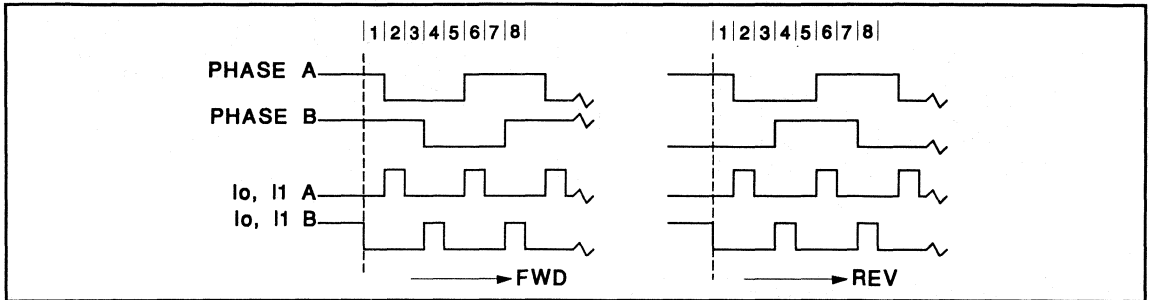 |1|2|3|4|5|6|7|8| |1|2|3|4|5|6|7|8|
PHASE A
PHASE B
Io, I1 A
Io, I1 B
FWD REV